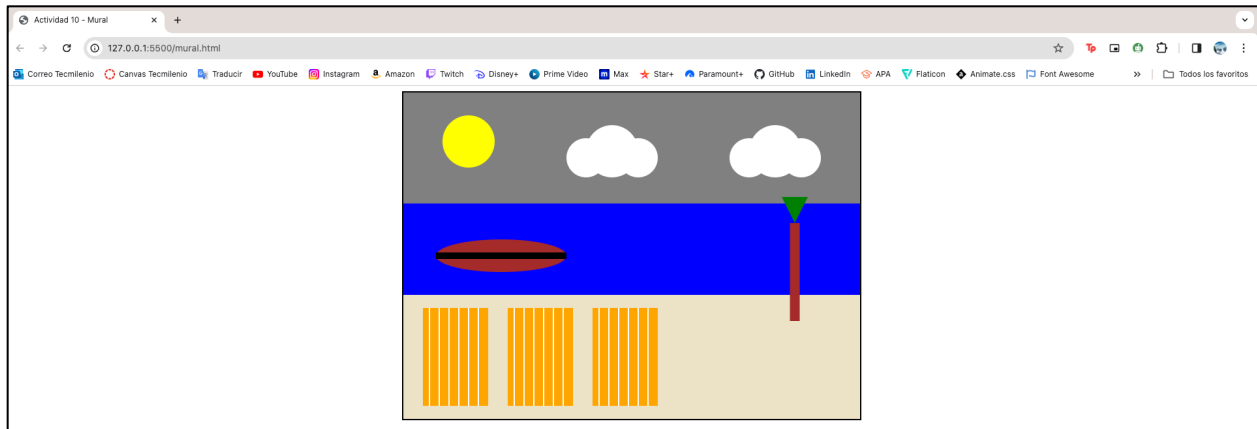 Actividad 10 - Mural
127.0.0.1:5500/mural.html
Tp
Correo Tecmilenio Canvas Tecmilenio Traducir YouTube Instagram Amazon Twitch Disney+ Prime Video Max Star+ Paramount+ GitHub LinkedIn APA Flaticon Animate.css Font Awesome » Todos los favoritos